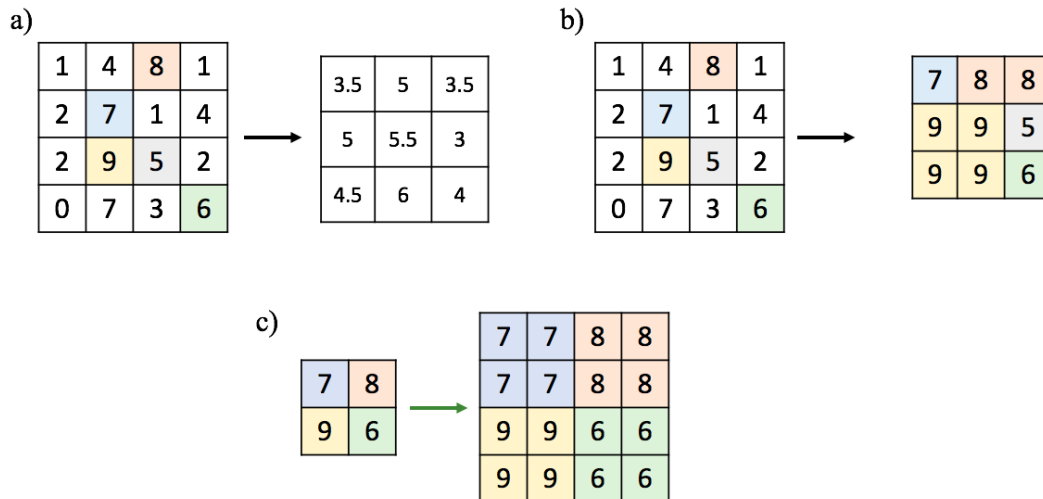 a)
1 4 8 1
2 7 1 4
2 9 5 2
0 7 3 6
3.5 5 3.5
5 5.5 3
4.5 6 4
b)
1 4 8 1
2 7 1 4
2 9 5 2
0 7 3 6
7 8 8
9 9 5
9 9 6
c)
7 8
9 6
7 7 8 8
7 7 8 8
9 9 6 6
9 9 6 6